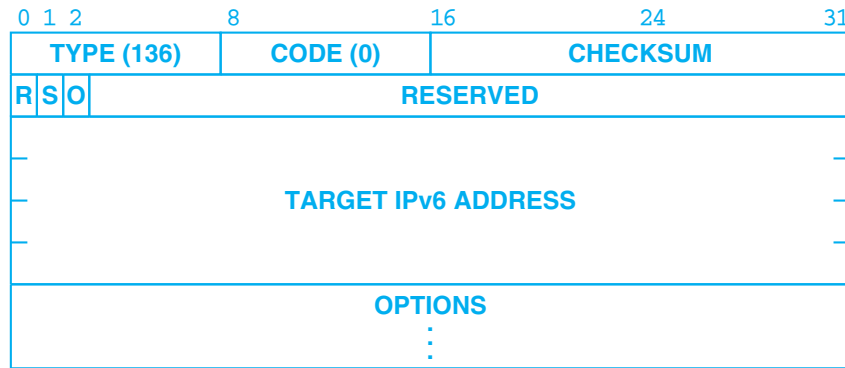 0 1 2 8 16 24 31
TYPE (136) CODE (0) CHECKSUM
R S O RESERVED
TARGET IPv6 ADDRESS
OPTIONS